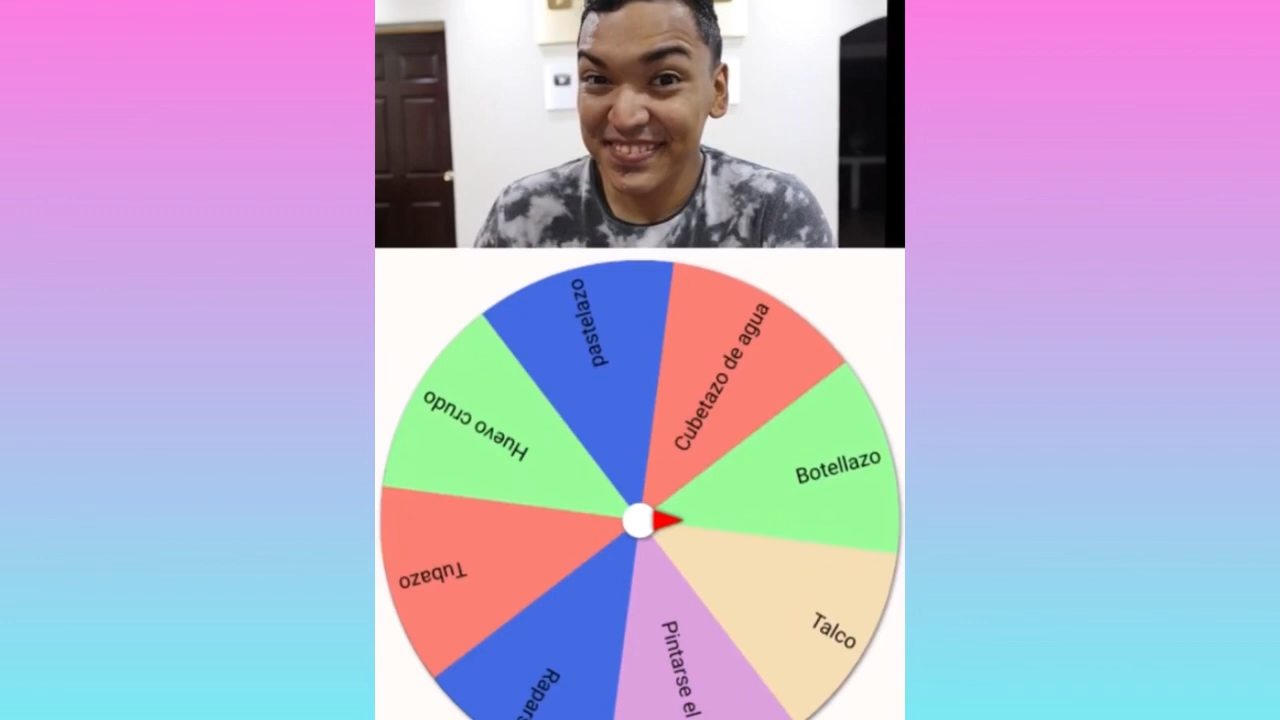 pastelazo
Cubetazo de agua
Huevo crudo
Botellazo
Tubazo
Talco
Pintarse el